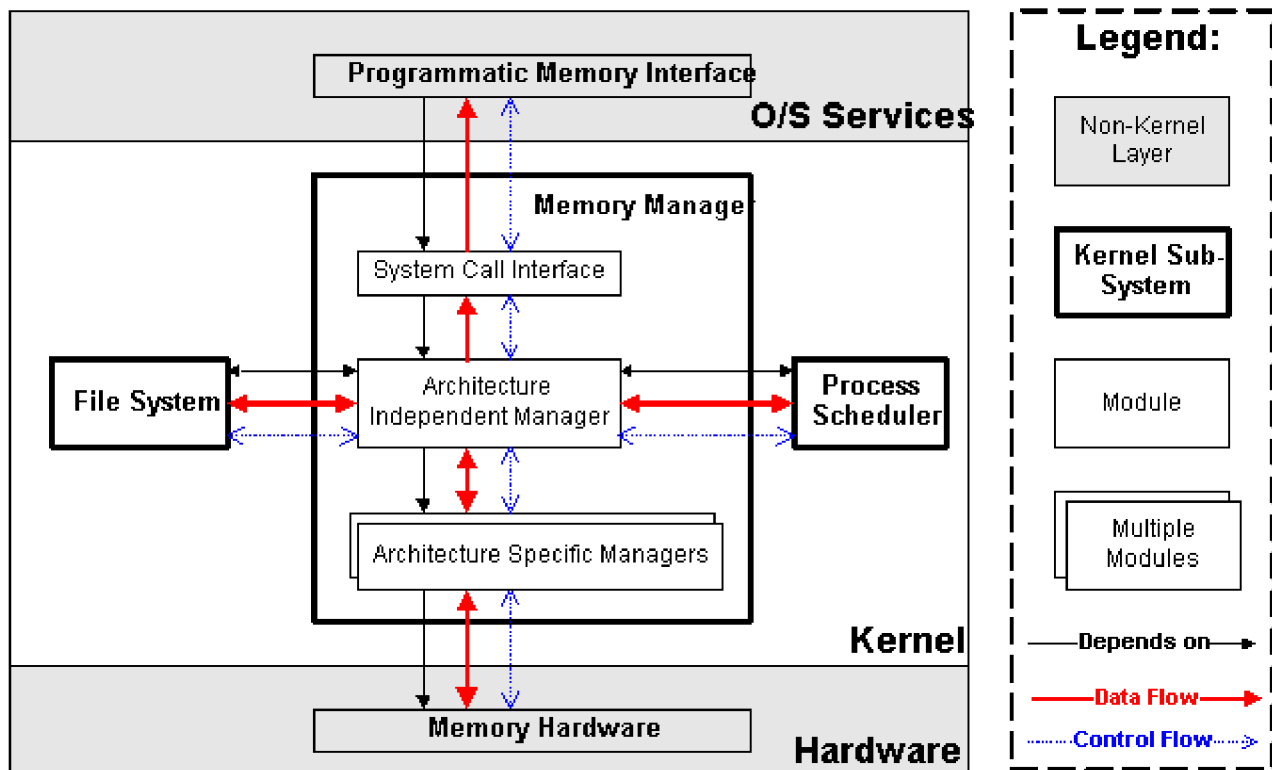 Programmatic Memory Interface
O/S Services
Memory Manager
System Call Interface
File System
Architecture
Independent Manager
Process
Scheduler
Architecture Specific Managers
Kernel
Memory Hardware
Hardware
Legend:
Non-Kernel
Layer
Kernel Sub-
System
Module
Multiple
Modules
Depends on
Data Flow
Control Flow